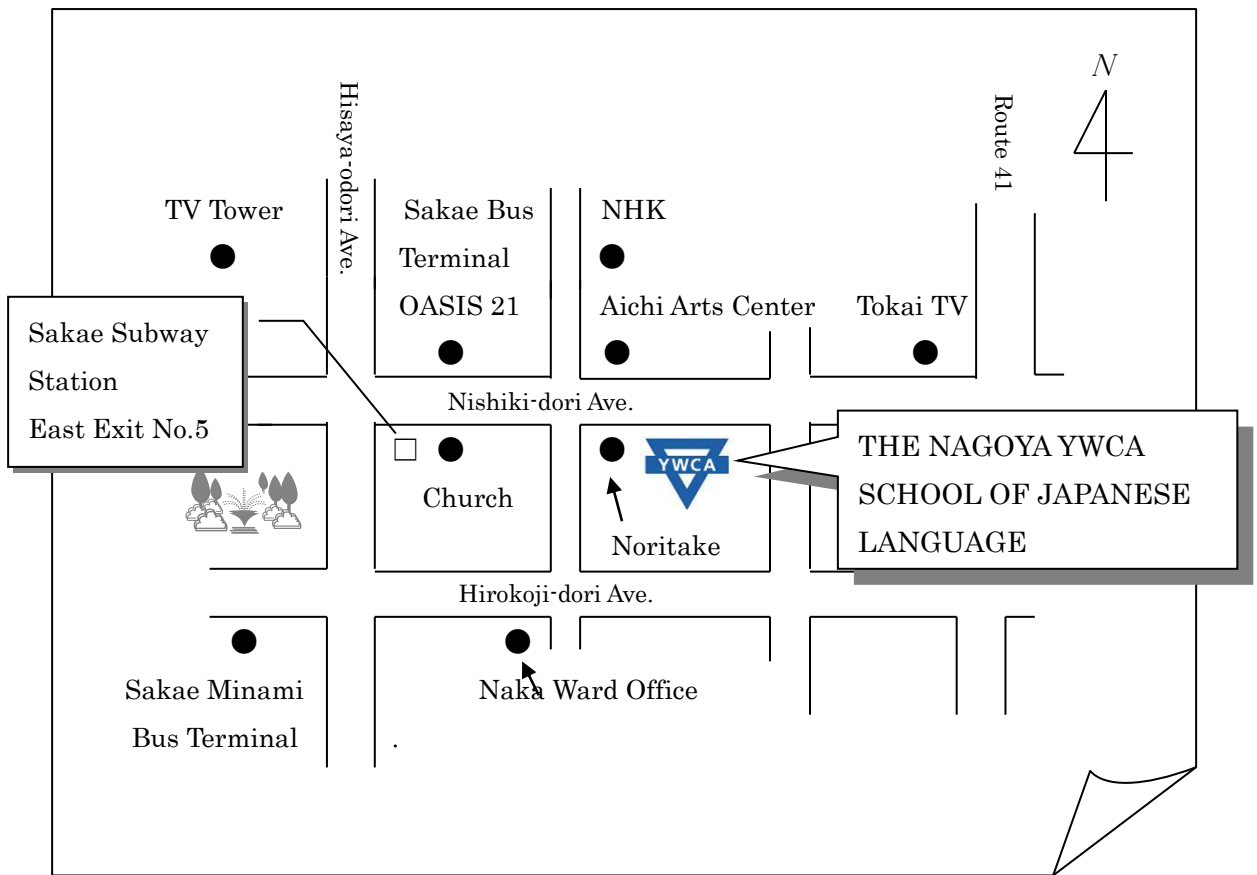 N
Hisaya-odori Ave.
Route 41
TV Tower
Sakae Bus
Terminal
OASIS 21
NHK
Aichi Arts Center
Tokai TV
Sakae Subway
Station
East Exit No.5
Nishiki-dori Ave.
Church
YWCA
Noritake
THE NAGOYA YWCA
SCHOOL OF JAPANESE
LANGUAGE
Hirokoji-dori Ave.
Sakae Minami
Bus Terminal
Naka Ward Office
.